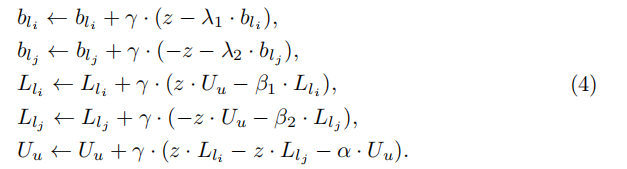 b_{l_i} ← b_{l_i} + γ · (z − λ_1 · b_{l_i}),
b_{l_j} ← b_{l_j} + γ · (−z − λ_2 · b_{l_j}),
L_{l_i} ← L_{l_i} + γ · (z · U_u − β_1 · L_{l_i}), (4)
L_{l_j} ← L_{l_j} + γ · (−z · U_u − β_2 · L_{l_j}),
U_u ← U_u + γ · (z · L_{l_i} − z · L_{l_j} − α · U_u).